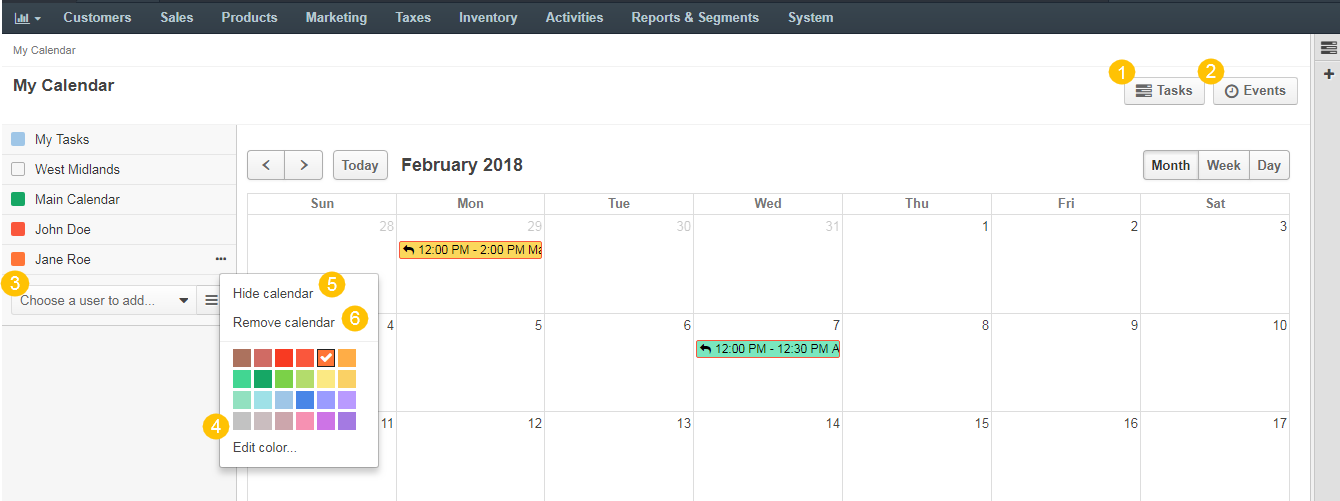 Customers Sales Products Marketing Taxes Inventory Activities Reports & Segments System
My Calendar
My Calendar
1 Tasks 2 Events
My Tasks
West Midlands
Main Calendar
John Doe
Jane Roe ...
3 Choose a user to add...
Hide calendar 5
Remove calendar 6
4
Edit color...
< > Today February 2018 Month Week Day
Sun Mon Tue Wed Thu Fri Sat
28 29 30 31 1 2 3
12:00 PM - 2:00 PM Ma
4 5 6 7 8 9 10
12:00 PM - 12:30 PM A
11 12 13 14 15 16 17